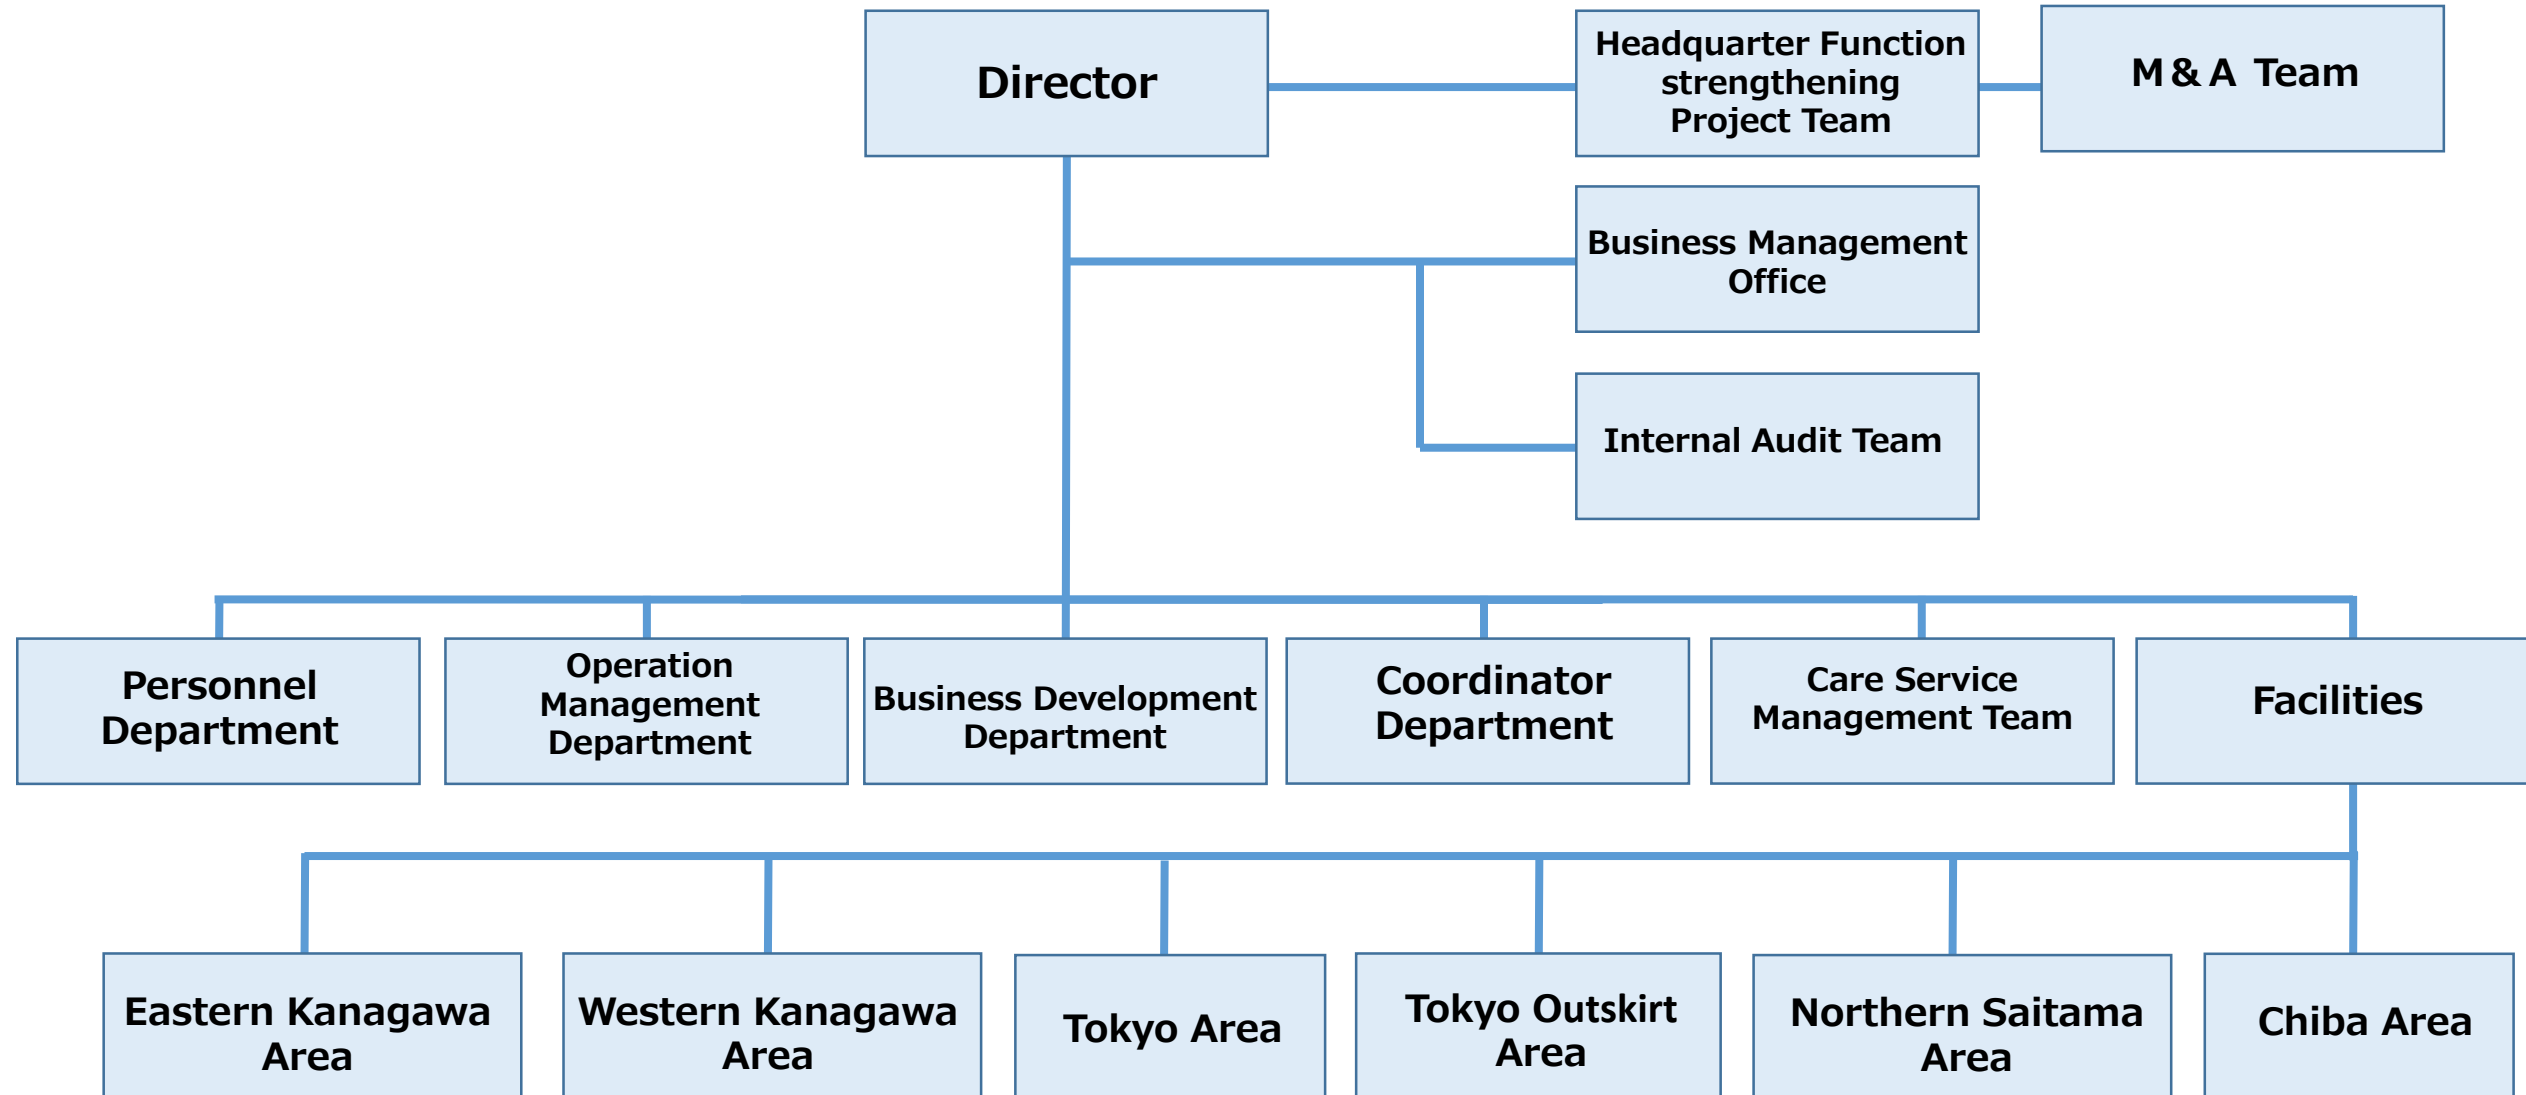 Director
Headquarter Function
strengthening
Project Team
M & A Team
Business Management
Office
Internal Audit Team
Personnel
Department
Operation
Management
Department
Business Development
Department
Coordinator
Department
Care Service
Management Team
Facilities
Eastern Kanagawa
Area
Western Kanagawa
Area
Tokyo Area
Tokyo Outskirt
Area
Northern Saitama
Area
Chiba Area